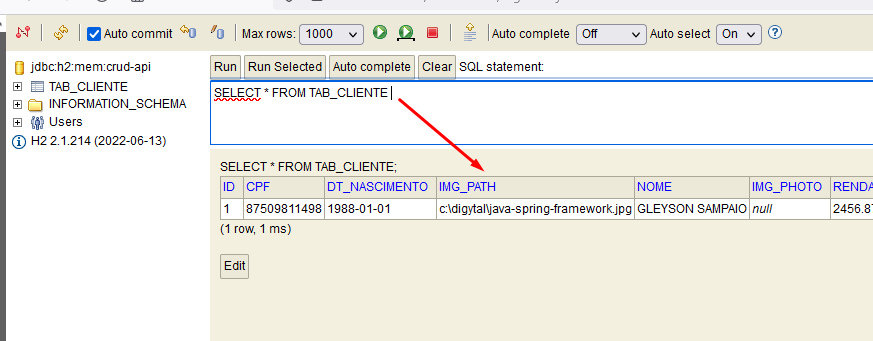 Auto commit Max rows: 1000 Auto complete Off Auto select On
jdbc:h2:mem:crud-api
TAB_CLIENTE
INFORMATION_SCHEMA
Users
H2 2.1.214 (2022-06-13)
Run Run Selected Auto complete Clear SQL statement:
SELECT * FROM TAB_CLIENTE
SELECT * FROM TAB_CLIENTE;
ID CPF DT_NASCIMENTO IMG_PATH NOME IMG_PHOTO RENDA
1 87509811498 1988-01-01 c:\digytal\java-spring-framework.jpg GLEYSON SAMPAIO null 2456.87
(1 row, 1 ms)
Edit